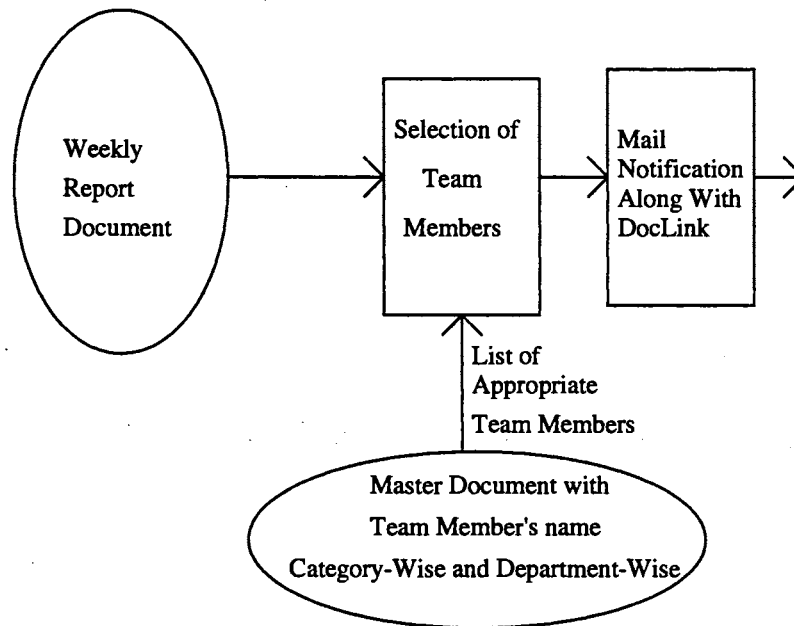 Weekly
Report
Document
Selection of
Team
Members
Mail
Notification
Along With
DocLink
List of
Appropriate
Team Members
Master Document with
Team Member's name
Category-Wise and Department-Wise